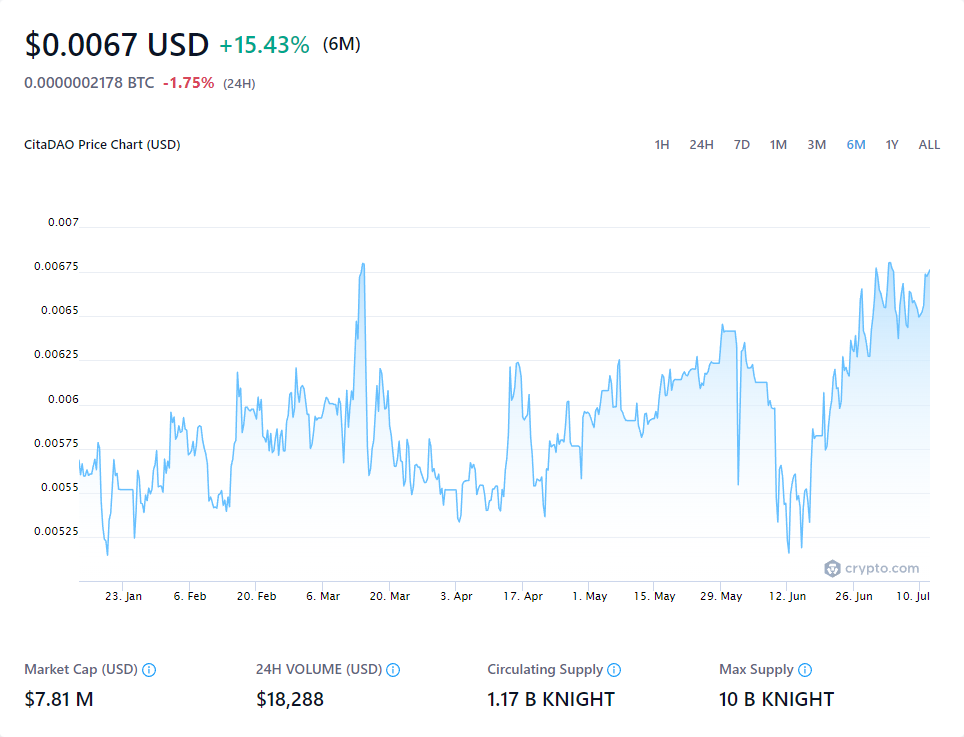 $0.0067 USD +15.43% (6M)
0.0000002178 BTC -1.75% (24H)
CitaDAO Price Chart (USD)
1H 24H 7D 1M 3M 6M 1Y ALL
0.007
0.00675
0.0065
0.00625
0.006
0.00575
0.0055
0.00525
crypto.com
23. Jan 6. Feb 20. Feb 6. Mar 20. Mar 3. Apr 17. Apr 1. May 15. May 29. May 12. Jun 26. Jun 10. Jul
Market Cap (USD) 24H VOLUME (USD) Circulating Supply Max Supply
$7.81 M $18,288 1.17 B KNIGHT 10 B KNIGHT